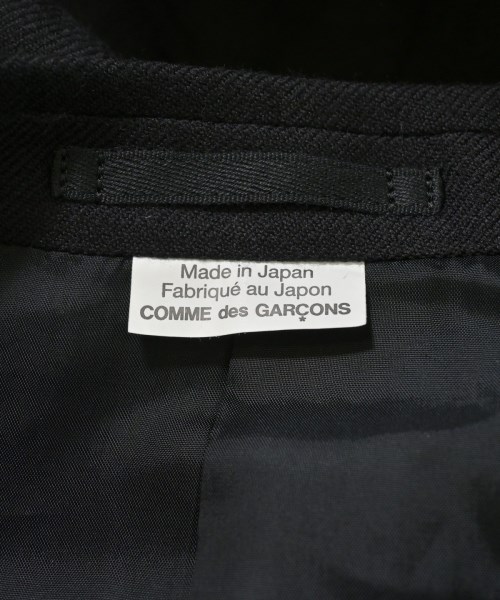 Made in Japan
Fabriqué au Japon
COMME des GARÇONS